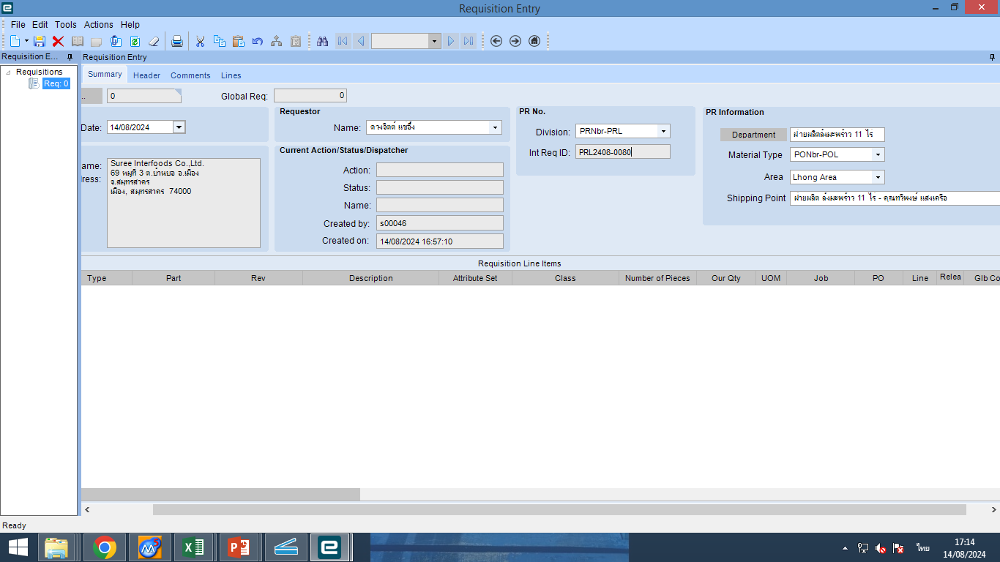 Requisition Entry
File Edit Tools Actions Help
Requisition E...
Requisition Entry
Requisitions
Req: 0
Summary Header Comments Lines
.. 0 Global Req: 0
Date: 14/08/2024
Requestor
Name: ดวงจิตต์ แซ่อึ้ง
PR No.
Division: PRNbr-PRL
Int Req ID: PRL2408-0080
PR Information
Department ฝ่ายผลิตล้งมะพร้าว 11 ไร่
Material Type PONbr-POL
Area Lhong Area
Shipping Point ฝ่ายผลิต ล้งมะพร้าว 11 ไร่ - คุณทวีพงษ์ แสงเครือ
ame: Suree Interfoods Co.,Ltd.
ress: 69 หมู่ที่ 3 ต.บ้านบ่อ อ.เมือง
จ.สมุทรสาคร
เมือง, สมุทรสาคร 74000
Current Action/Status/Dispatcher
Action:
Status:
Name:
Created by: s00046
Created on: 14/08/2024 16:57:10
Requisition Line Items
Type Part Rev Description Attribute Set Class Number of Pieces Our Qty UOM Job PO Line Relea Glb Co
Ready
ไทย
17:14
14/08/2024